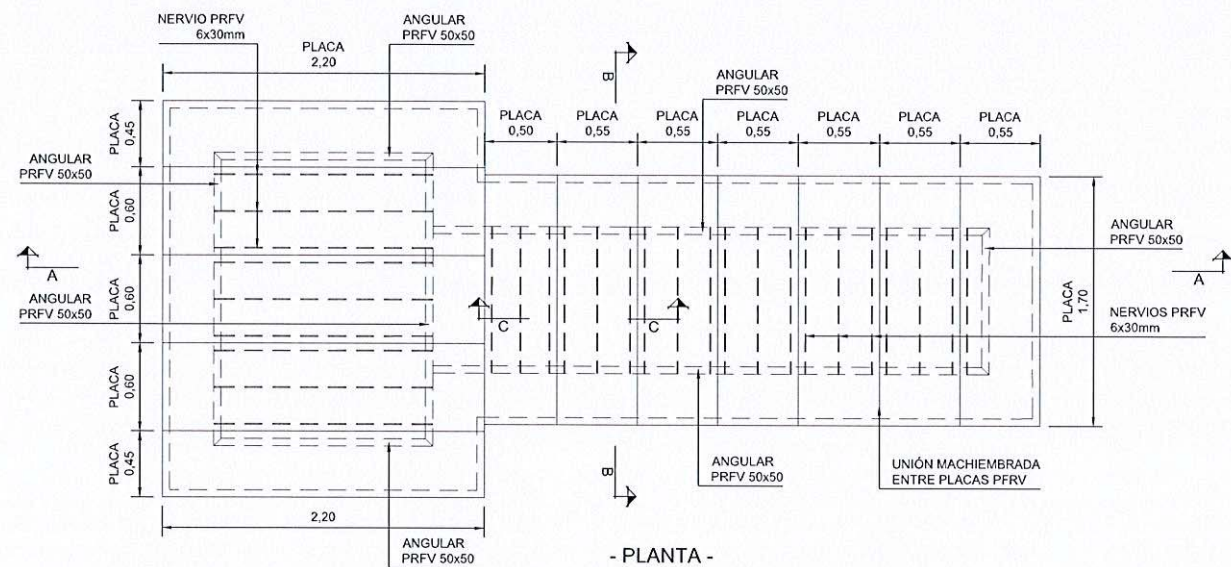 NERVIO PRFV
6x30mm
ANGULAR
PRFV 50x50
PLACA
2,20
B
ANGULAR
PRFV 50x50
PLACA
0,50
PLACA
0,55
PLACA
0,55
PLACA
0,55
PLACA
0,55
PLACA
0,55
PLACA
0,55
PLACA
0,45
ANGULAR
PRFV 50x50
PLACA
0,60
A
PLACA
0,60
ANGULAR
PRFV 50x50
PLACA
0,60
PLACA
0,45
C
C
ANGULAR
PRFV 50x50
A
PLACA
1,70
NERVIOS PRFV
6x30mm
ANGULAR
PRFV 50x50
UNIÓN MACHIEMBRADA
ENTRE PLACAS PFRV
B
2,20
ANGULAR
PRFV 50x50
- PLANTA -